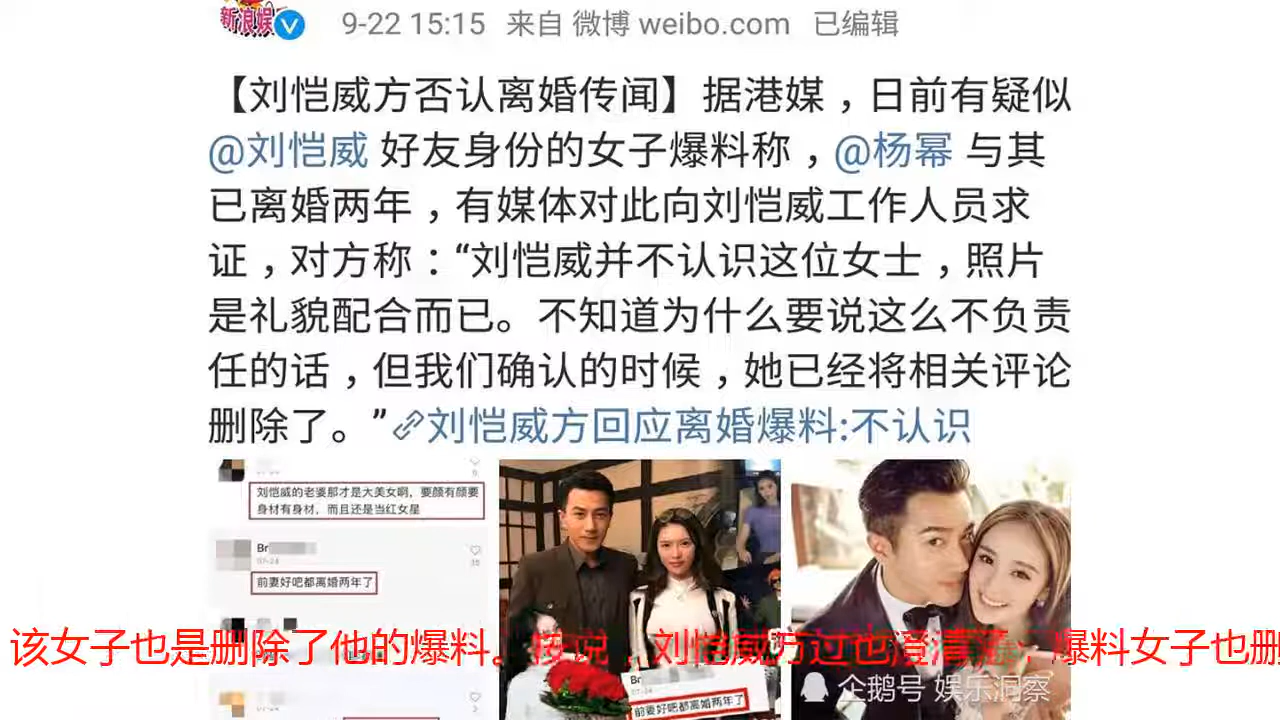 新浪娱
9-22 15:15 来自 微博 weibo.com 已编辑
【刘恺威方否认离婚传闻】据港媒，日前有疑似
@刘恺威 好友身份的女子爆料称，@杨幂 与其
已离婚两年，有媒体对此向刘恺威工作人员求
证，对方称：“刘恺威并不认识这位女士，照片
是礼貌配合而已。不知道为什么要说这么不负责
任的话，但我们确认的时候，她已经将相关评论
删除了。”刘恺威方回应离婚爆料:不认识
刘恺威的老婆那才是大美女啊，要颜有颜要
身材有身材，而且还是当红女星
Br
07-24
前妻好吧都离婚两年了
Br
07-24
前妻好吧都离婚两年了
该女子也是删除了他的爆料。按说，刘恺威方过也澄清 ，爆料女子也删
企鹅号 娱乐洞察
07-24